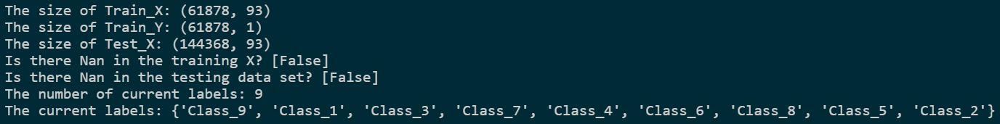 The size of Train_X: (61878, 93)
The size of Train_Y: (61878, 1)
The size of Test_X: (144368, 93)
Is there Nan in the training X? [False]
Is there Nan in the testing data set? [False]
The number of current labels: 9
The current labels: {'Class_9', 'Class_1', 'Class_3', 'Class_7', 'Class_4', 'Class_6', 'Class_8', 'Class_5', 'Class_2'}